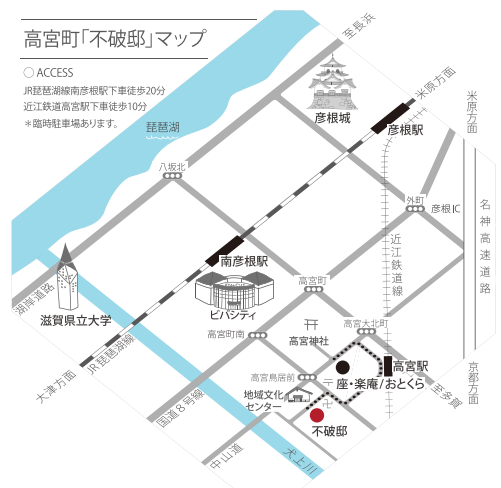 高宮町「不破邸」マップ
○ ACCESS
JR琵琶湖線南彦根駅下車徒歩20分
近江鉄道高宮駅下車徒歩10分
＊臨時駐車場あります。
至長浜
琵琶湖
彦根城
米原方面
米原方面
彦根駅
八坂北
外町
彦根IC
名神高速道路
近江鉄道線
南彦根駅
湖岸道路
滋賀県立大学
ビバシティ
高宮町
高宮町南
高宮神社
高宮大北町
JR琵琶湖線
大津方面
高宮駅
京都方面
高宮鳥居前
〒
座・楽庵/おとくら
至多賀
国道8号線
地域文化
センター
卍
不破邸
中山道
犬上川